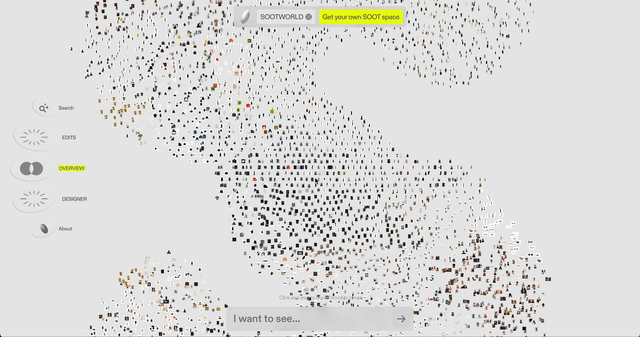 SOOTWORLD
Get your own SOOT space
Search
EDITS
OVERVIEW
DESIGNER
About
I want to see...